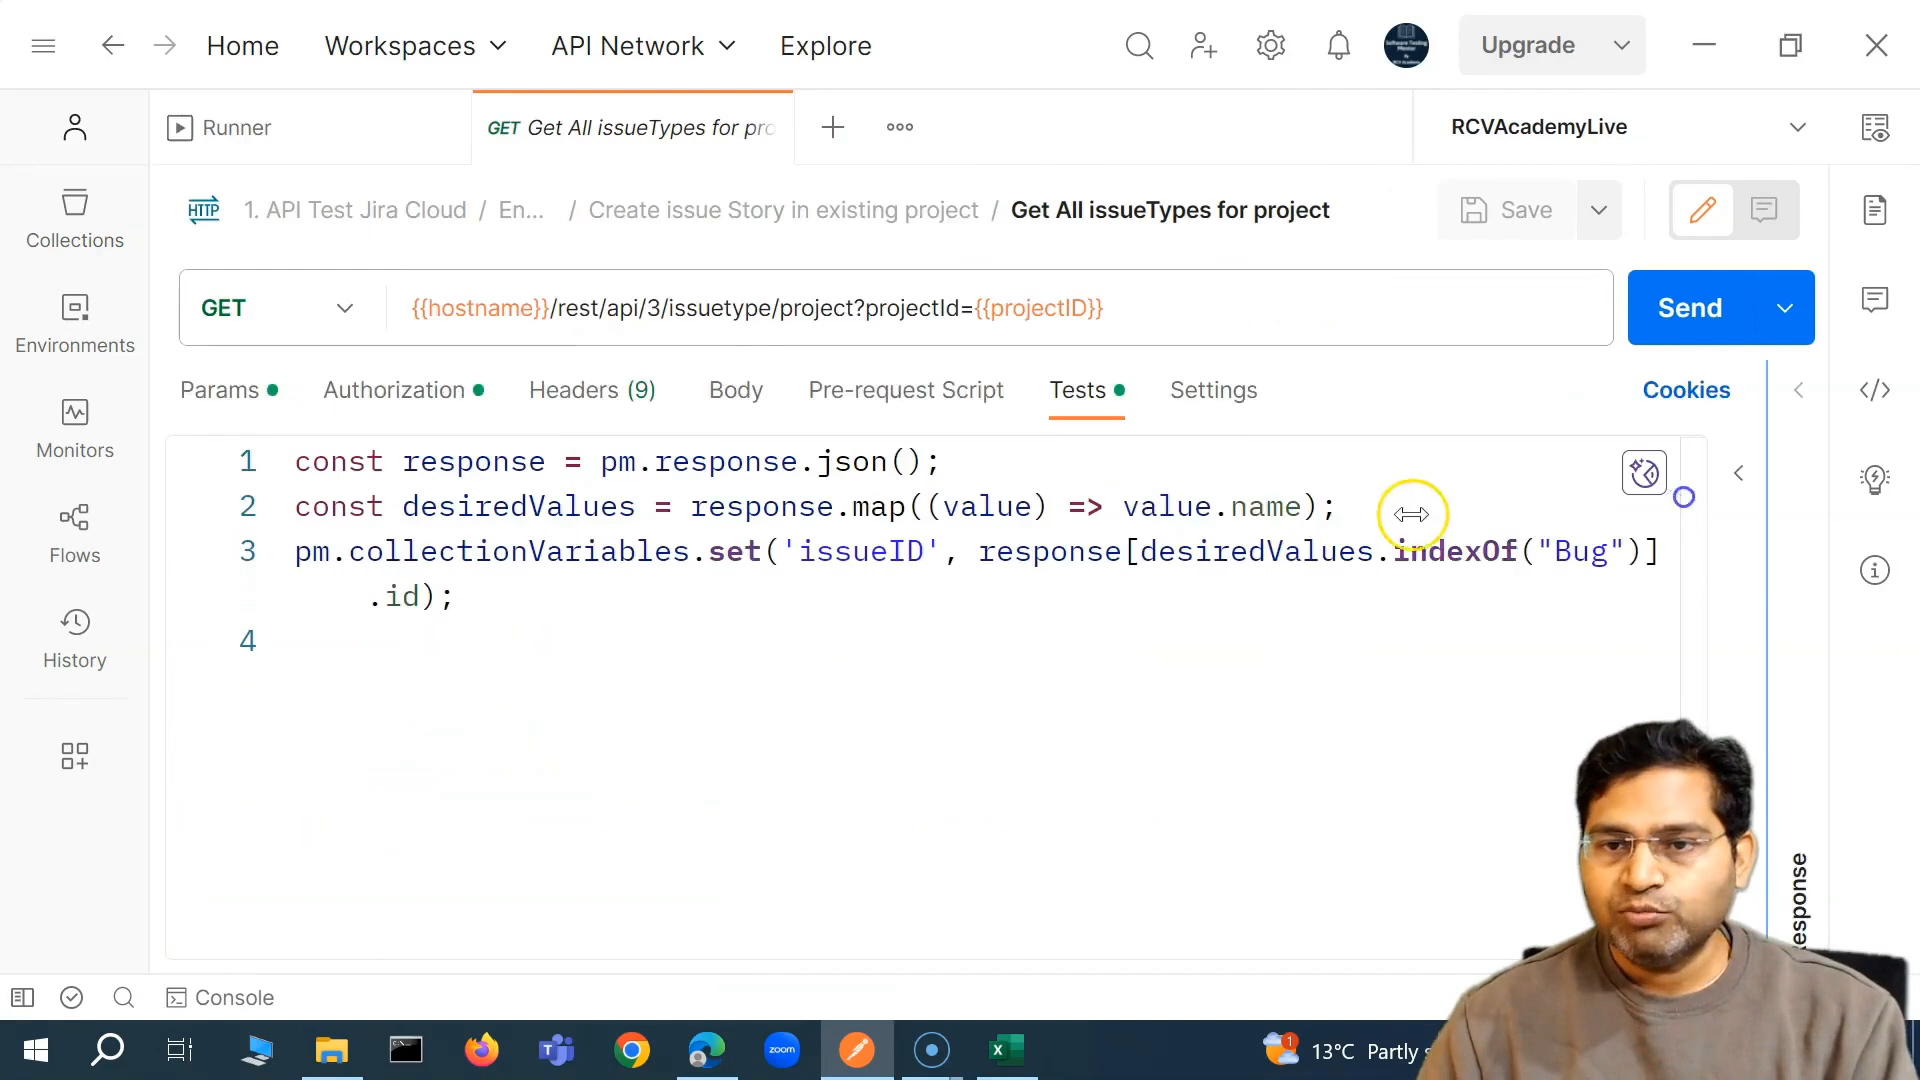 Home Workspaces API Network Explore Upgrade
Runner GET Get All issueTypes for pro RCVAcademyLive
HTTP 1. API Test Jira Cloud / En... / Create issue Story in existing project / Get All issueTypes for project Save
GET {{hostname}}/rest/api/3/issuetype/project?projectId={{projectID}} Send
Params Authorization Headers (9) Body Pre-request Script Tests Settings Cookies
Collections
Environments
Monitors
Flows
History
1 const response = pm.response.json();
2 const desiredValues = response.map((value) => value.name);
3 pm.collectionVariables.set('issueID', response[desiredValues.indexOf("Bug")]
.id);
4
Console
zoom
1 13°C Partly